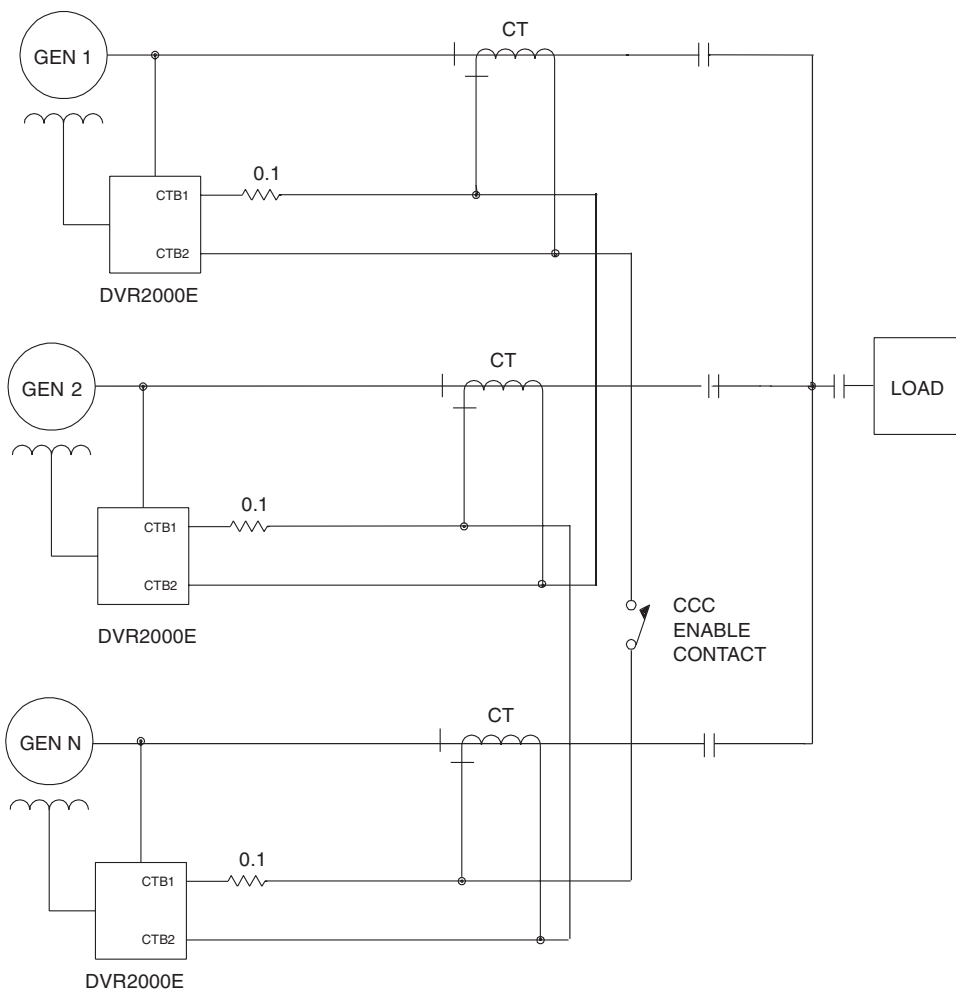 CT
GEN 1
0.1
CTB1
CTB2
DVR2000E
CT
GEN 2
LOAD
0.1
CTB1
CTB2
DVR2000E
CCC
ENABLE
CONTACT
CT
GEN N
0.1
CTB1
CTB2
DVR2000E